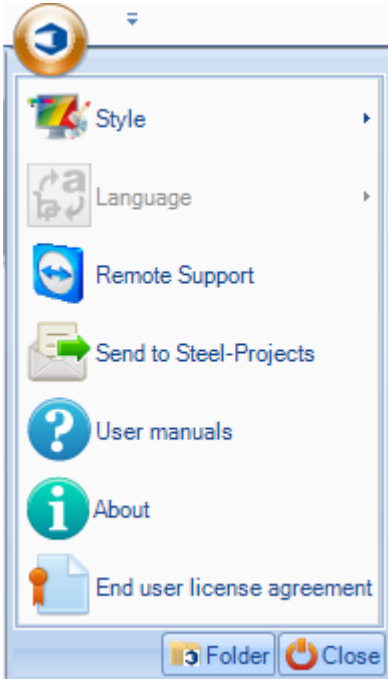 Style
Language
Remote Support
Send to Steel-Projects
User manuals
About
End user license agreement
Folder Close